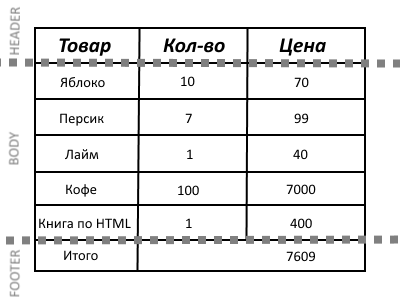 HEADER
Товар Кол-во Цена
BODY
Яблоко 10 70
Персик 7 99
Лайм 1 40
Кофе 100 7000
Книга по HTML 1 400
FOOTER
Итого 7609